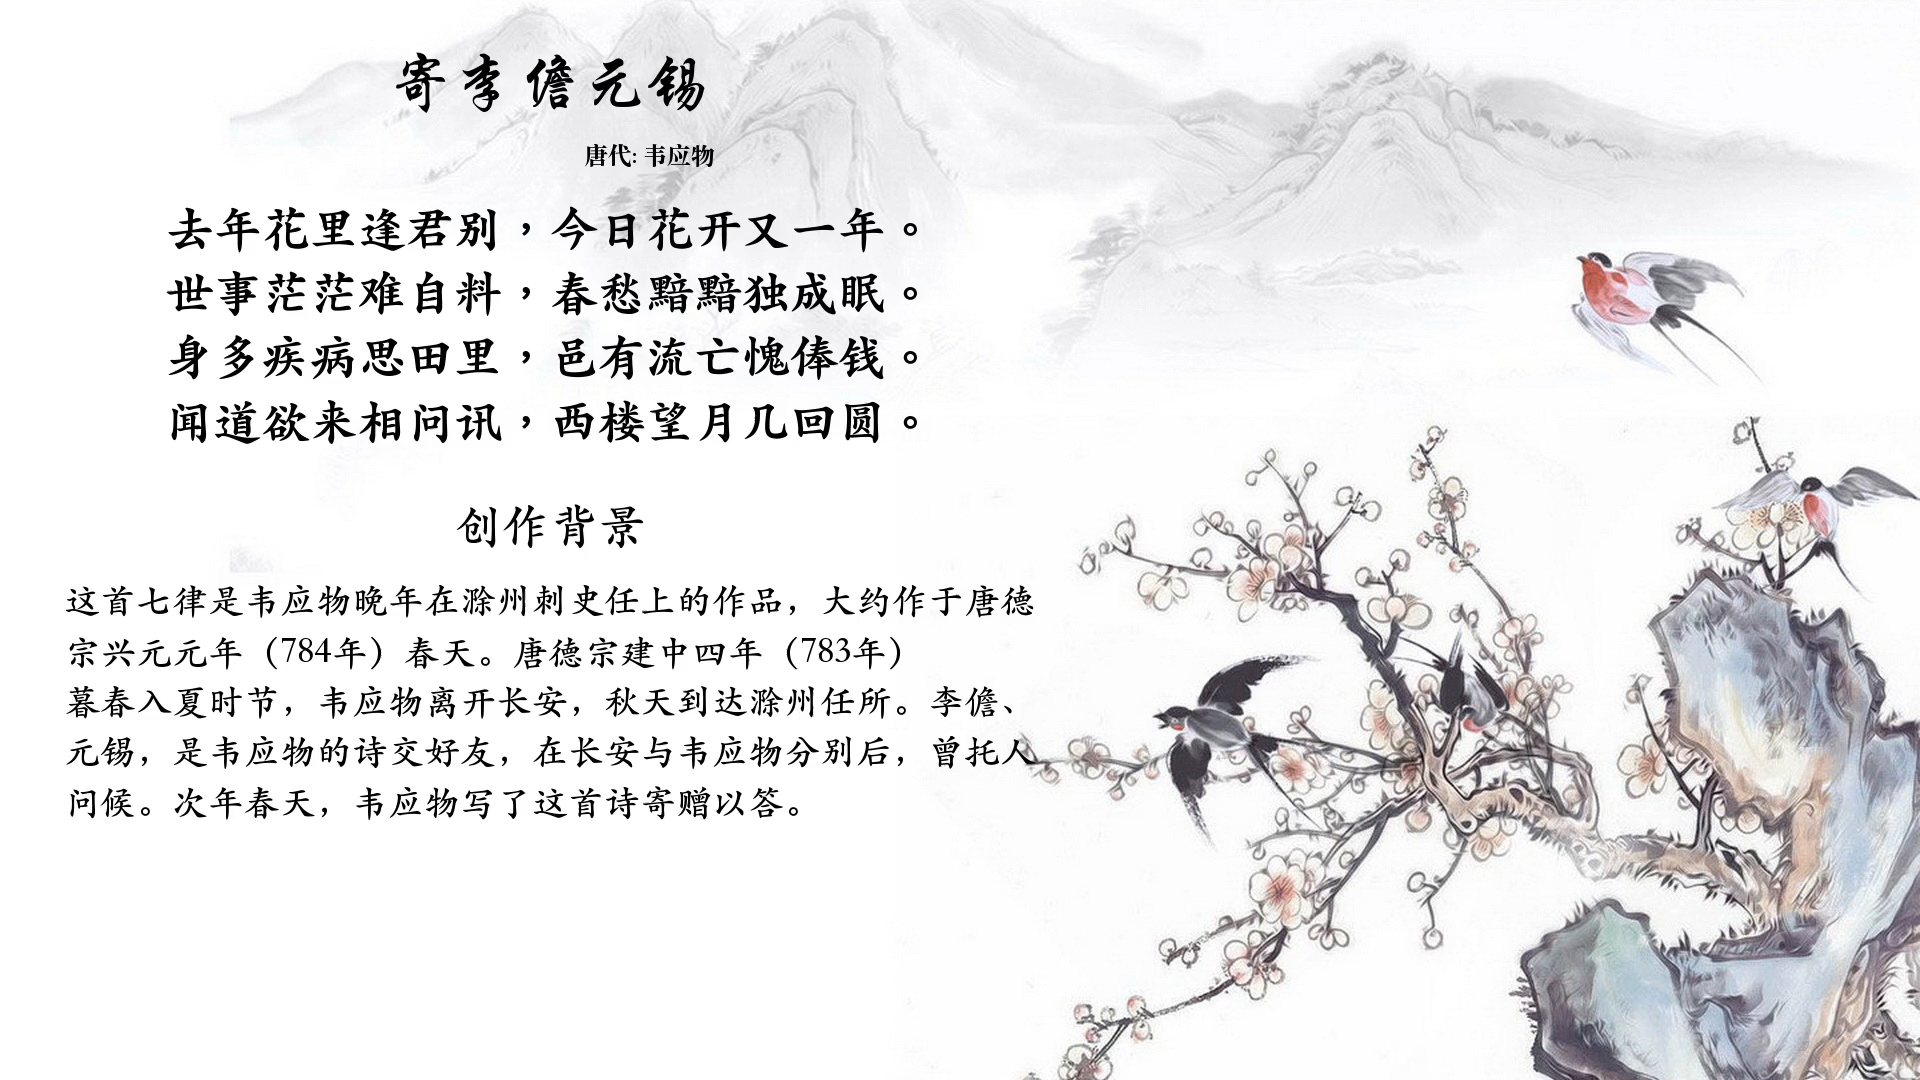 寄李儋元锡
唐代: 韦应物
去年花里逢君别，今日花开又一年。
世事茫茫难自料，春愁黯黯独成眠。
身多疾病思田里，邑有流亡愧俸钱。
闻道欲来相问讯，西楼望月几回圆。
创作背景
这首七律是韦应物晚年在滁州刺史任上的作品，大约作于唐德
宗兴元元年（784年）春天。唐德宗建中四年（783年）
暮春入夏时节，韦应物离开长安，秋天到达滁州任所。李儋、
元锡，是韦应物的诗交好友，在长安与韦应物分别后，曾托人
问候。次年春天，韦应物写了这首诗寄赠以答。